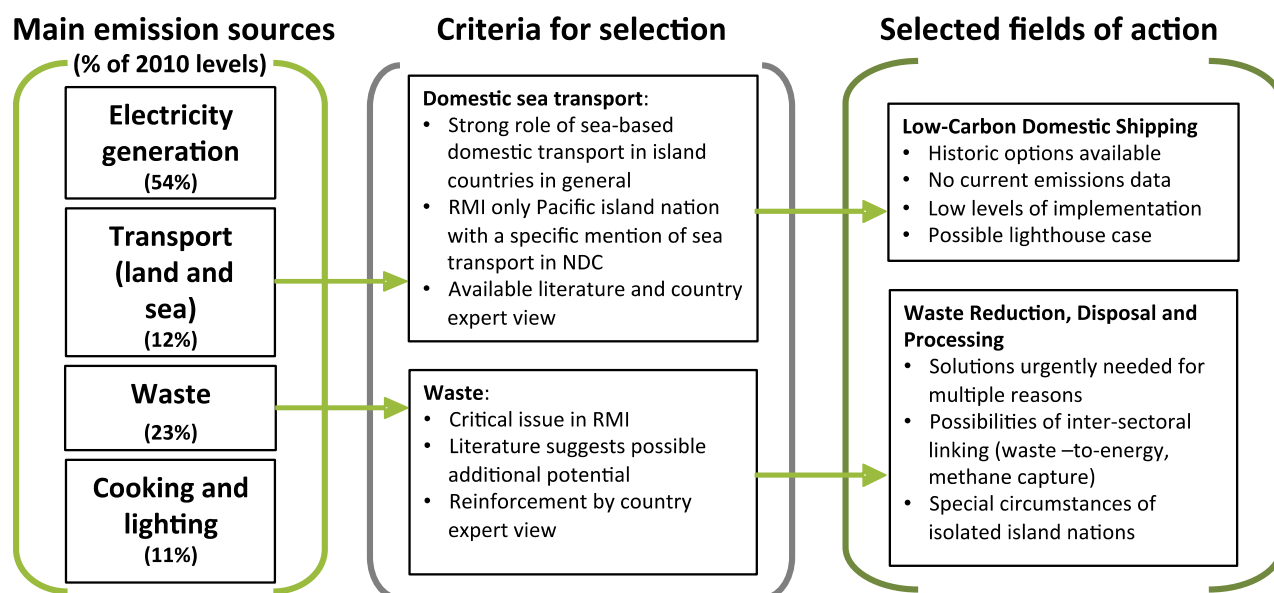 Main emission sources
(% of 2010 levels)
Electricity
generation
(54%)
Transport
(land and
sea)
(12%)
Waste
(23%)
Cooking and
lighting
(11%)
Criteria for selection
Domestic sea transport:
• Strong role of sea-based
domestic transport in island
countries in general
• RMI only Pacific island nation
with a specific mention of sea
transport in NDC
• Available literature and country
expert view
Waste:
• Critical issue in RMI
• Literature suggests possible
additional potential
• Reinforcement by country
expert view
Selected fields of action
Low-Carbon Domestic Shipping
• Historic options available
• No current emissions data
• Low levels of implementation
• Possible lighthouse case
Waste Reduction, Disposal and
Processing
• Solutions urgently needed for
multiple reasons
• Possibilities of inter-sectoral
linking (waste –to-energy,
methane capture)
• Special circumstances of
isolated island nations